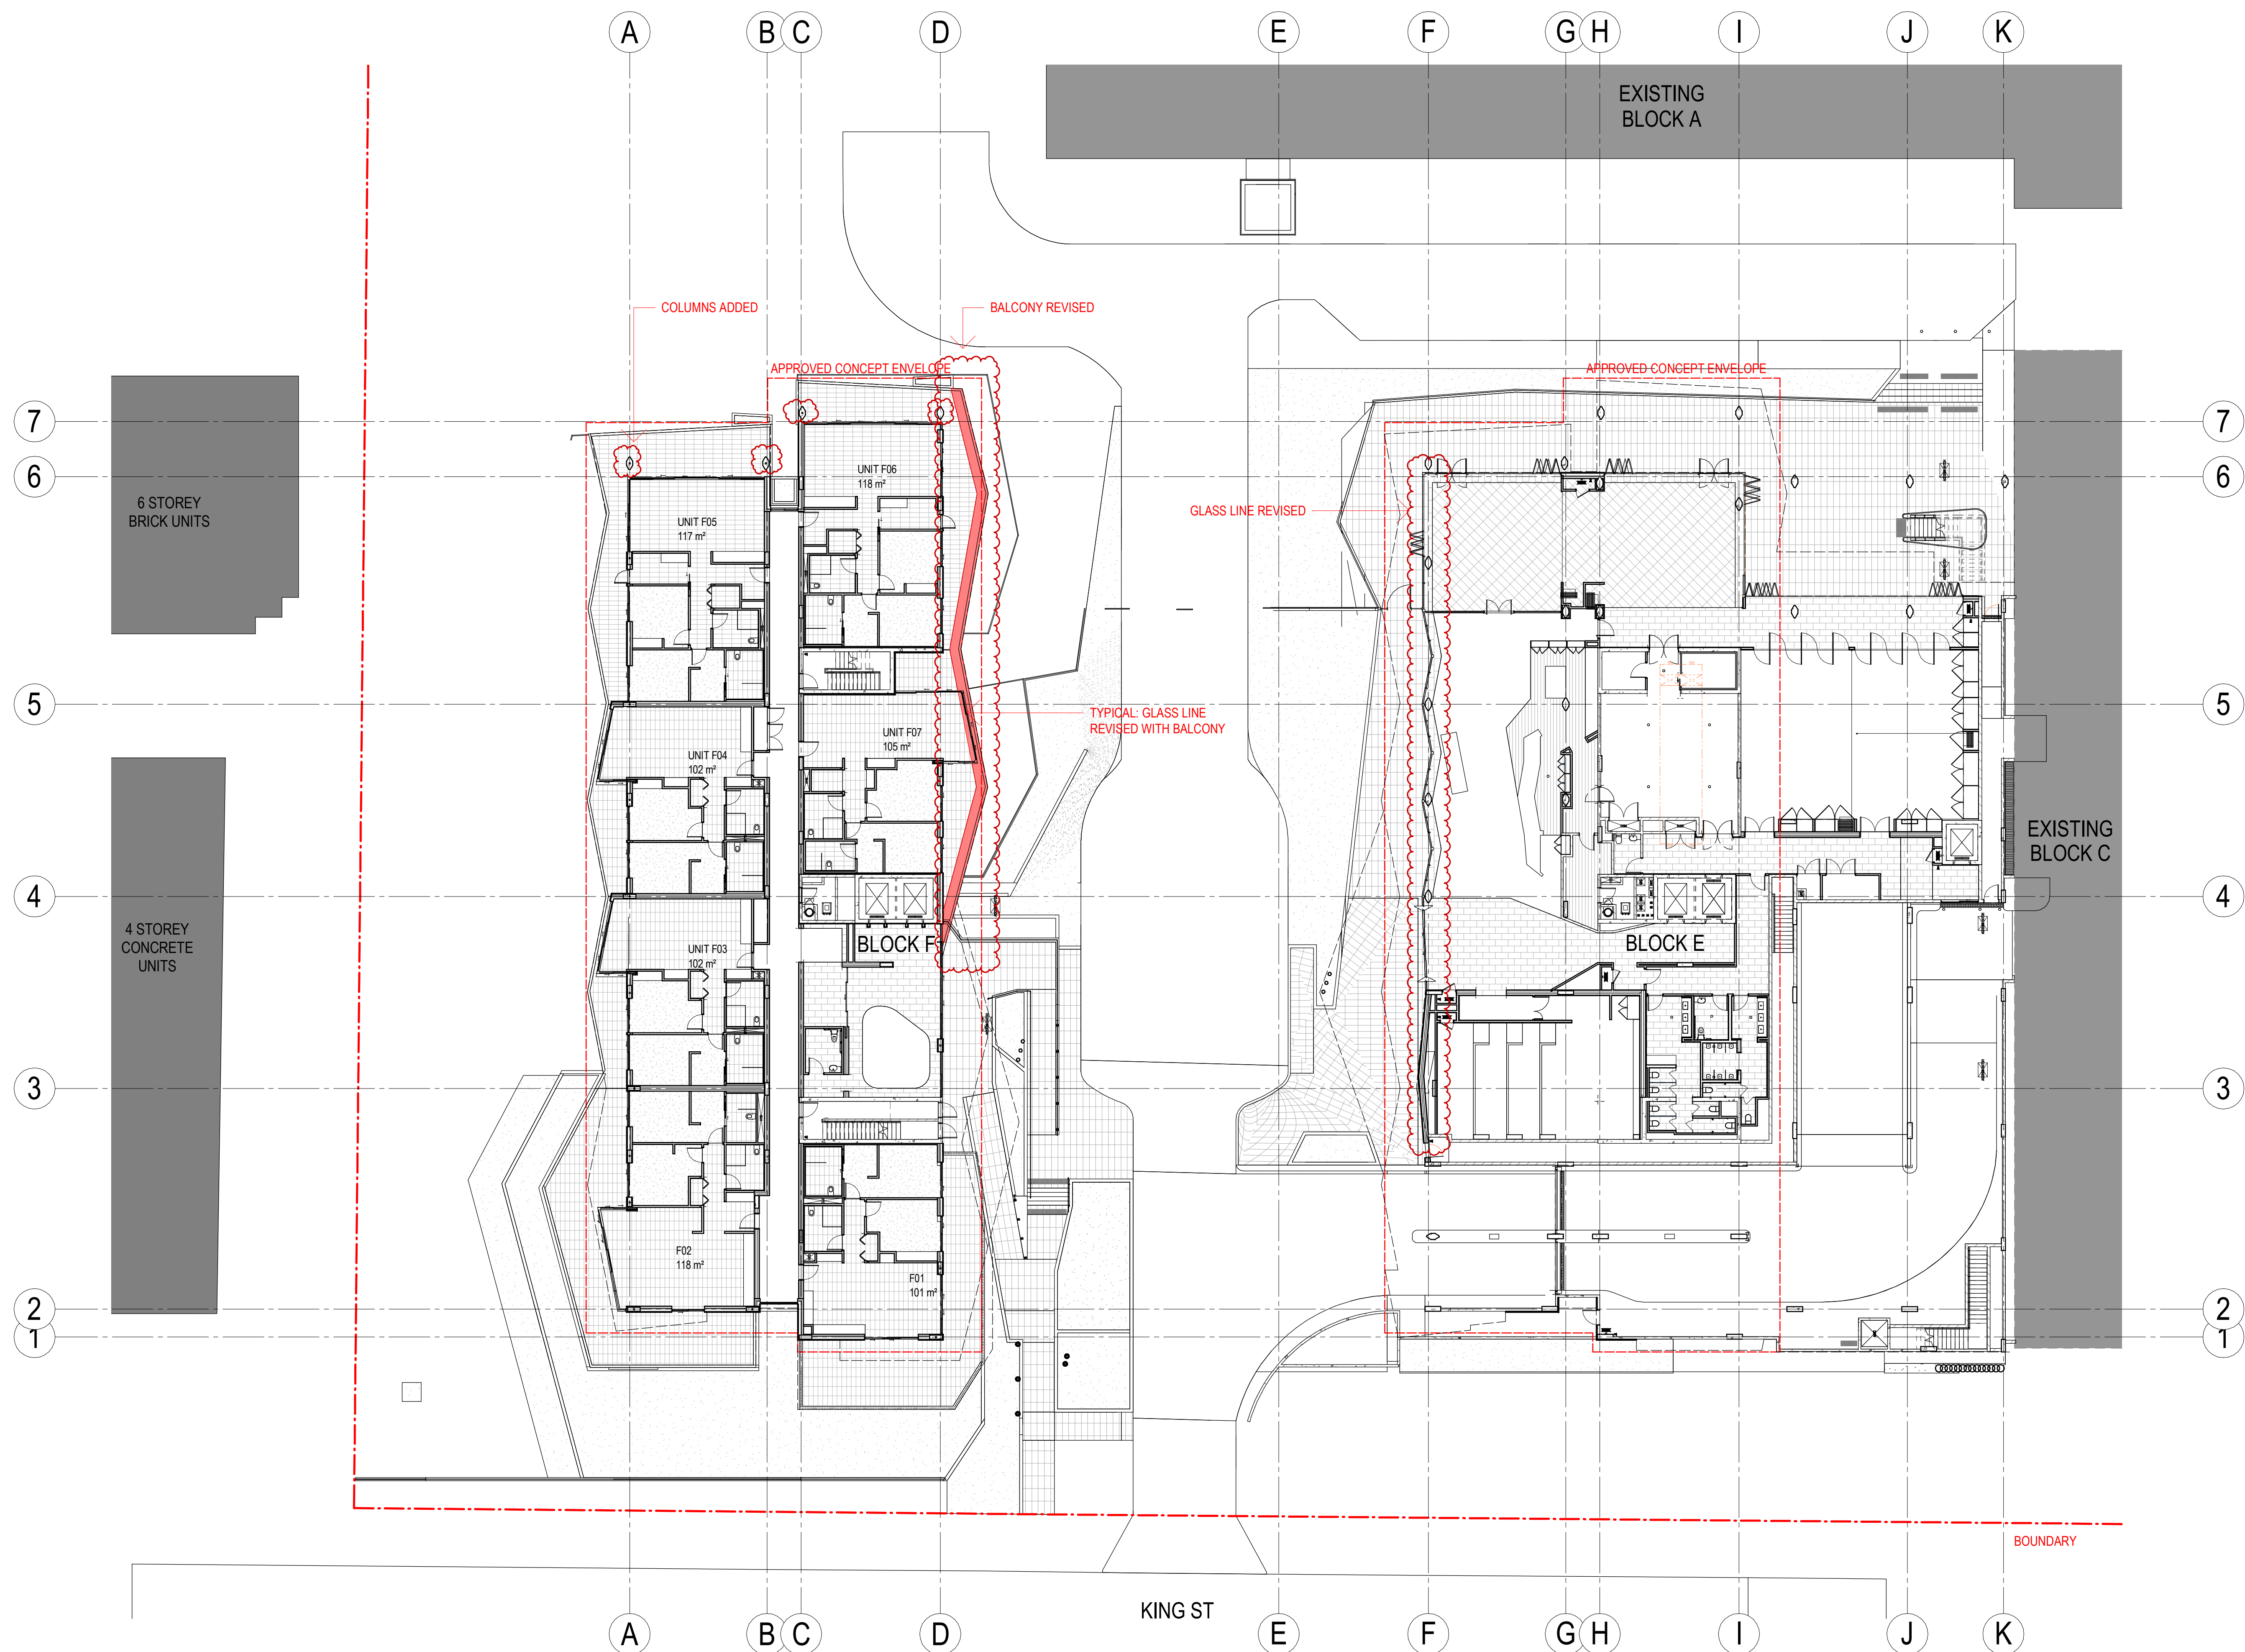 A
B
C
D
E
F
G
H
I
J
K
EXISTING
BLOCK A
COLUMNS ADDED
BALCONY REVISED
APPROVED CONCEPT ENVELOPE
APPROVED CONCEPT ENVELOPE
7
7
6
6
UNIT F06
118 m²
6 STOREY
BRICK UNITS
UNIT F05
117 m²
GLASS LINE REVISED
5
5
TYPICAL: GLASS LINE
REVISED WITH BALCONY
UNIT F07
105 m²
UNIT F04
102 m²
EXISTING
BLOCK C
4
4
4 STOREY
CONCRETE
UNITS
UNIT F03
102 m²
BLOCK F
BLOCK E
3
3
F02
118 m²
F01
101 m²
2
2
1
1
BOUNDARY
KING ST
A
B
C
D
E
F
G
H
I
J
K